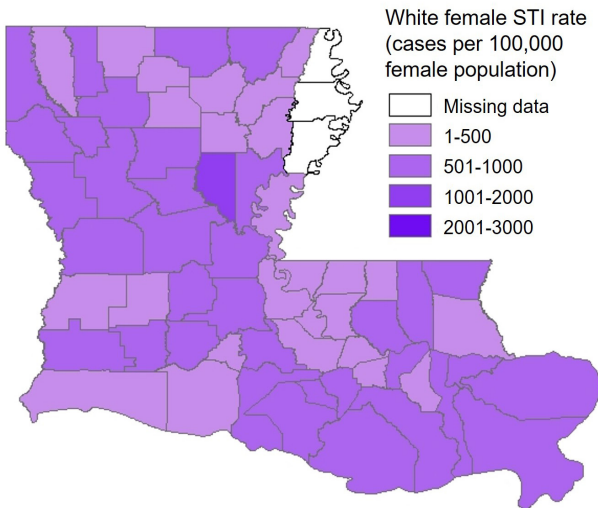 White female STI rate
(cases per 100,000
female population)
Missing data
1-500
501-1000
1001-2000
2001-3000